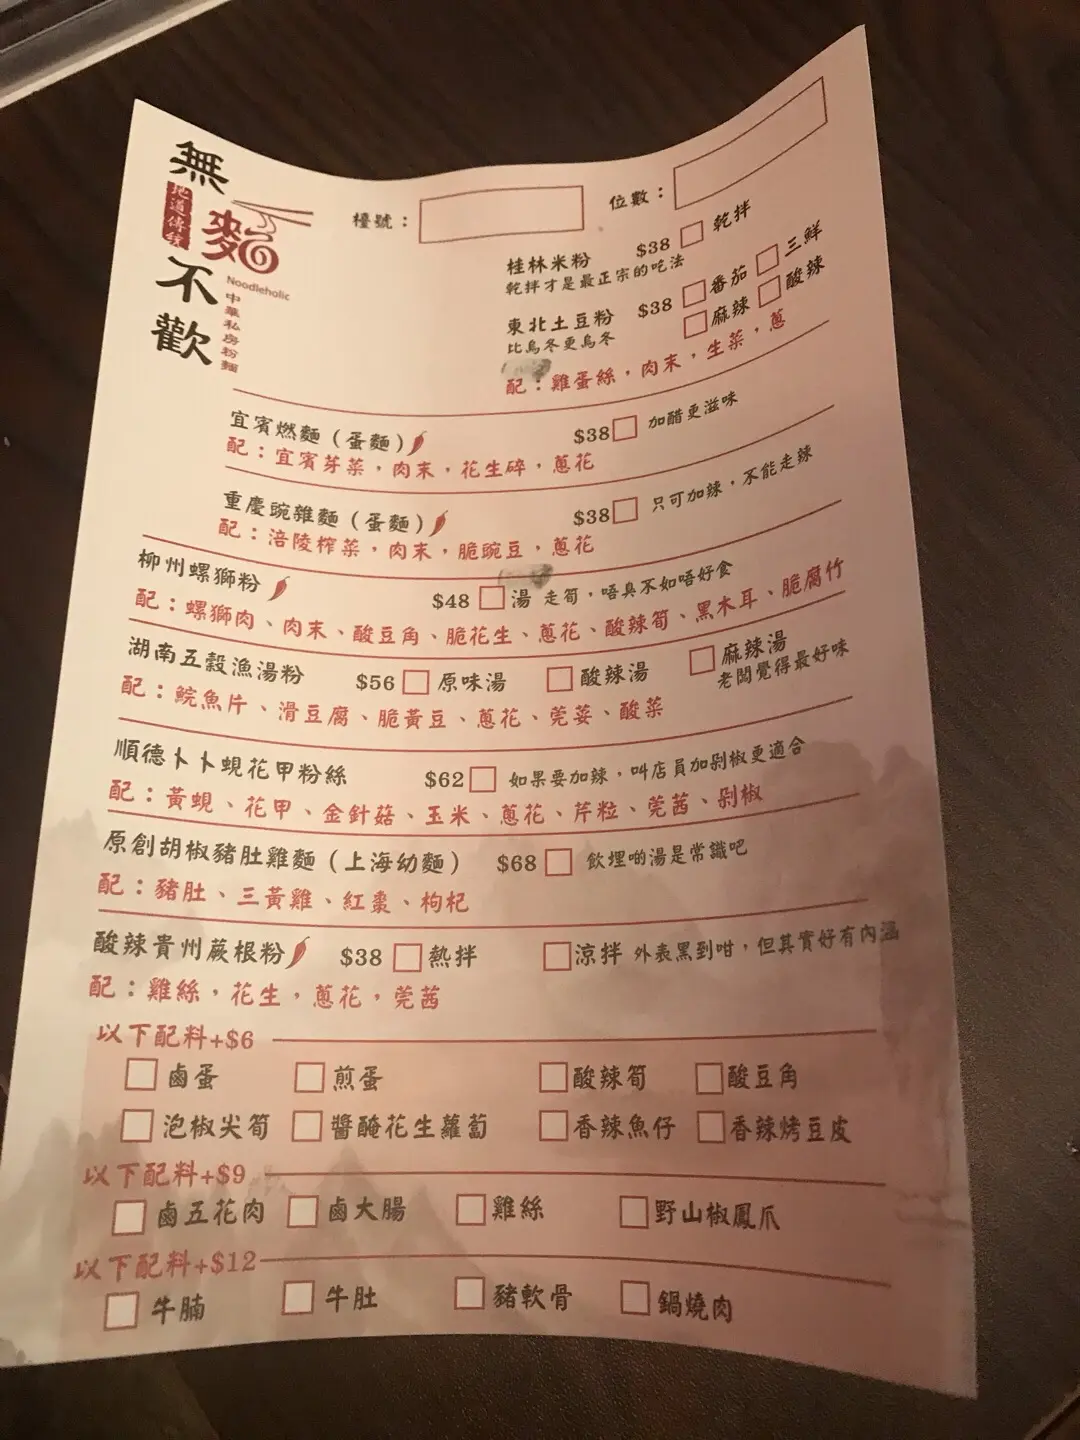 無麵不歡
地道傳統
Noodleholic
中華私房粉麵
檯號：
位數：
桂林米粉 $38 乾拌
乾拌才是最正宗的吃法
東北土豆粉 $38 番茄 三鮮
比烏冬更烏冬 麻辣 酸辣
配：雞蛋絲，肉末，生菜，蔥
宜賓燃麵（蛋麵） $38 加醋更滋味
配：宜賓芽菜，肉末，花生碎，蔥花
重慶豌雜麵（蛋麵） $38 只可加辣，不能走辣
配：涪陵榨菜，肉末，脆豌豆，蔥花
柳州螺獅粉 $48 湯 走筍，唔臭不如唔好食
配：螺獅肉、肉末、酸豆角、脆花生、蔥花、酸辣筍、黑木耳、脆腐竹
湖南五穀漁湯粉 $56 原味湯 酸辣湯 麻辣湯
老闆覺得最好味
配：鯇魚片、滑豆腐、脆黃豆、蔥花、芫荽、酸菜
順德卜卜蜆花甲粉絲 $62 如果要加辣，叫店員加剁椒更適合
配：黃蜆、花甲、金針菇、玉米、蔥花、芹粒、芫茜、剁椒
原創胡椒豬肚雞麵（上海幼麵） $68 飲埋啲湯是常識吧
配：豬肚、三黃雞、紅棗、枸杞
酸辣貴州蕨根粉 $38 熱拌 涼拌 外表黑到咁，但其實好有內涵
配：雞絲，花生，蔥花，芫茜
以下配料+$6
鹵蛋 煎蛋 酸辣筍 酸豆角
泡椒尖筍 醬醃花生蘿蔔 香辣魚仔 香辣烤豆皮
以下配料+$9
鹵五花肉 鹵大腸 雞絲 野山椒鳳爪
以下配料+$12
牛腩 牛肚 豬軟骨 鍋燒肉